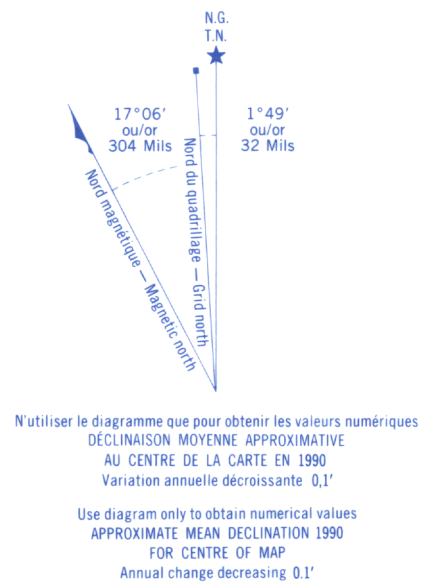 N.G.
T.N.
17°06′
ou/or
304 Mils
1°49′
ou/or
32 Mils
Nord magnétique — Magnetic north
Nord du quadrillage — Grid north
N'utiliser le diagramme que pour obtenir les valeurs numériques
DÉCLINAISON MOYENNE APPROXIMATIVE
AU CENTRE DE LA CARTE EN 1990
Variation annuelle décroissante 0,1′
Use diagram only to obtain numerical values
APPROXIMATE MEAN DECLINATION 1990
FOR CENTRE OF MAP
Annual change decreasing 0.1′